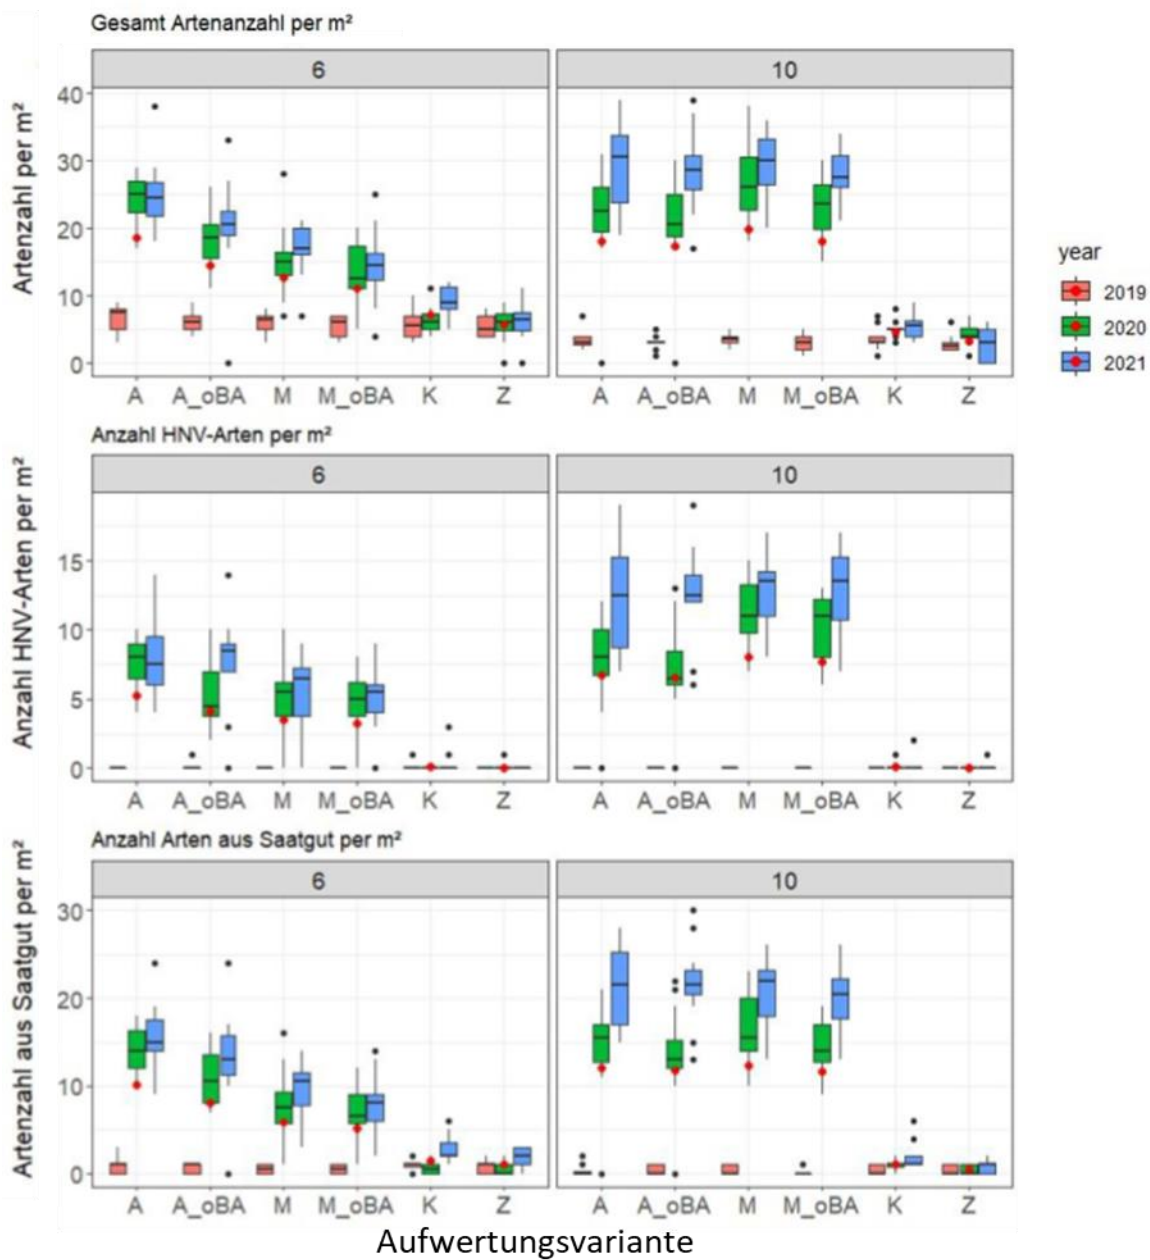 Gesamt Artenanzahl per m²
6 10
Artenzahl per m²
40
30
20
10
0
A A_oBA M M_oBA K Z A A_oBA M M_oBA K Z
year
2019
2020
2021
Anzahl HNV-Arten per m²
6 10
Anzahl HNV-Arten per m²
15
10
5
0
A A_oBA M M_oBA K Z A A_oBA M M_oBA K Z
Anzahl Arten aus Saatgut per m²
6 10
Artenzahl aus Saatgut per m²
30
20
10
0
A A_oBA M M_oBA K Z A A_oBA M M_oBA K Z
Aufwertungsvariante